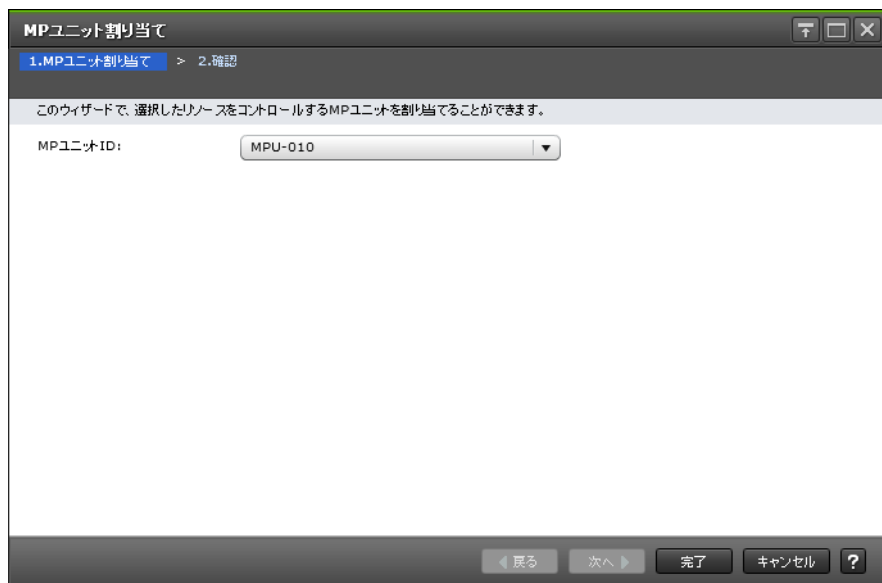 MPユニット割り当て
1.MPユニット割り当て > 2.確認
このウィザードで、選択したリソースをコントロールするMPユニットを割り当てることができます。
MPユニットID: MPU-010
戻る 次へ 完了 キャンセル ?